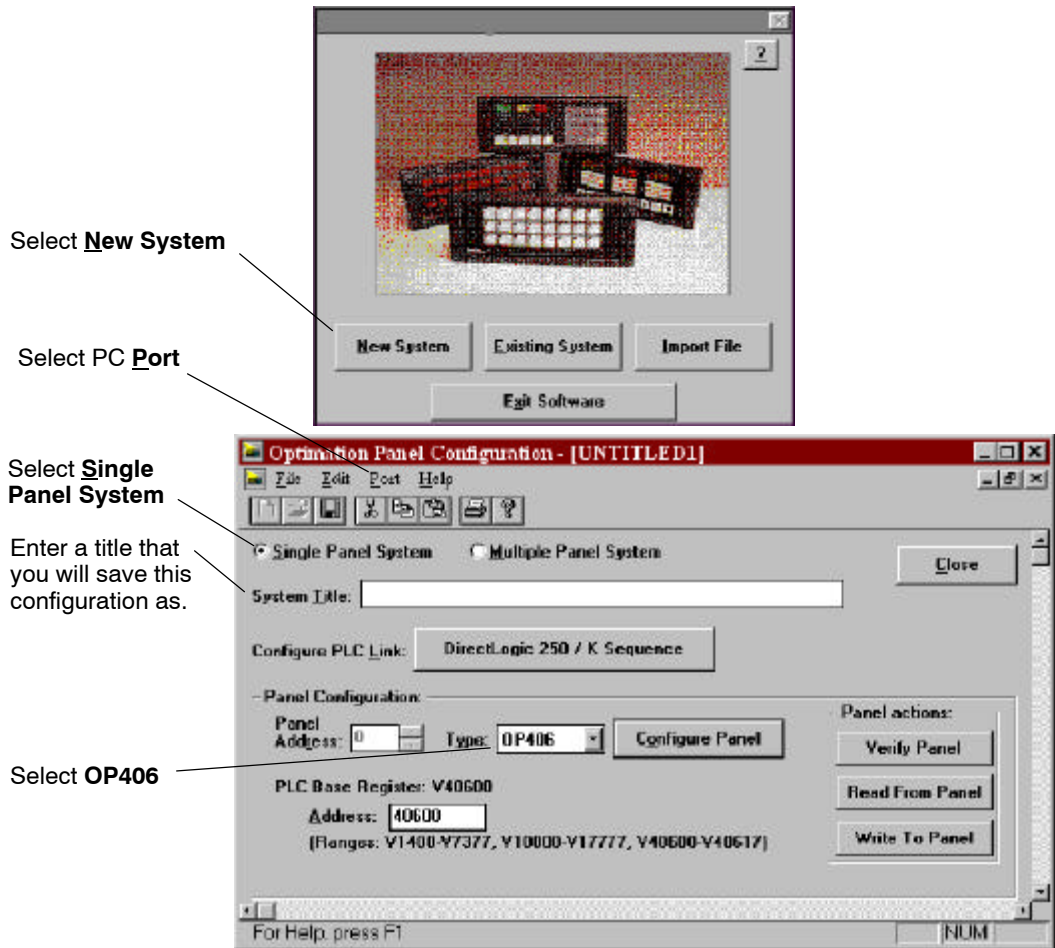 ?
Select New System
New System
Existing System
Import File
Select PC Port
Exit Software
Optimation Panel Configuration - [UNTITLED1]
File Edit Port Help
Select Single
Panel System
Single Panel System
Multiple Panel System
Close
Enter a title that
you will save this
configuration as.
System Title:
Configure PLC Link:
DirectLogic 250 / K Sequence
Panel Configuration:
Panel
Address: 0
Type: OP406
Configure Panel
Panel actions:
Verify Panel
Read From Panel
Write To Panel
Select OP406
PLC Base Register: V40600
Address: 40600
(Ranges: V1400-V7377, V10000-V17777, V40600-V40617)
For Help, press F1
NUM